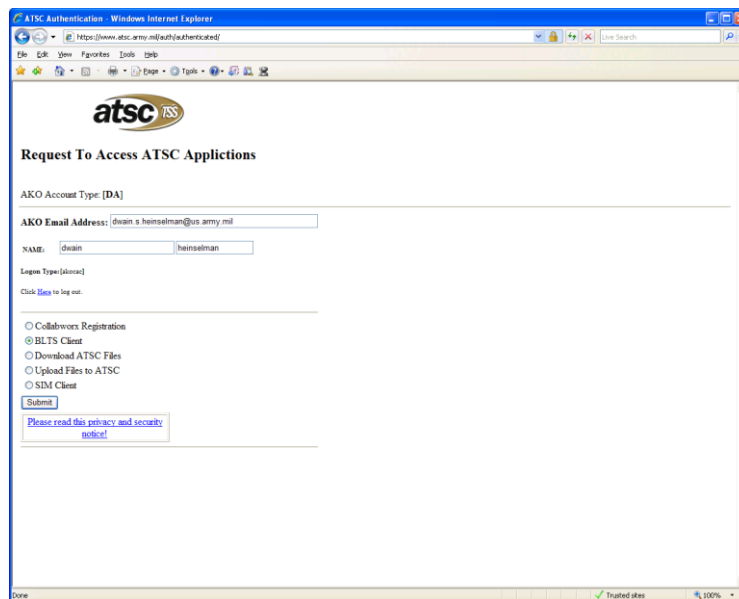 ATSC Authentication - Windows Internet Explorer
https://www.atsc.army.mil/auth/authenticated/
Live Search
File Edit View Favorites Tools Help
Page Tools
atsc TSS
Request To Access ATSC Applictions
AKO Account Type: [DA]
AKO Email Address: dwain.s.heinselman@us.army.mil
NAME: dwain heinselman
Logon Type:[akocac]
Click Here to log out.
Collabworx Registration
BLTS Client
Download ATSC Files
Upload Files to ATSC
SIM Client
Submit
Please read this privacy and security
notice!
Done Trusted sites 100%